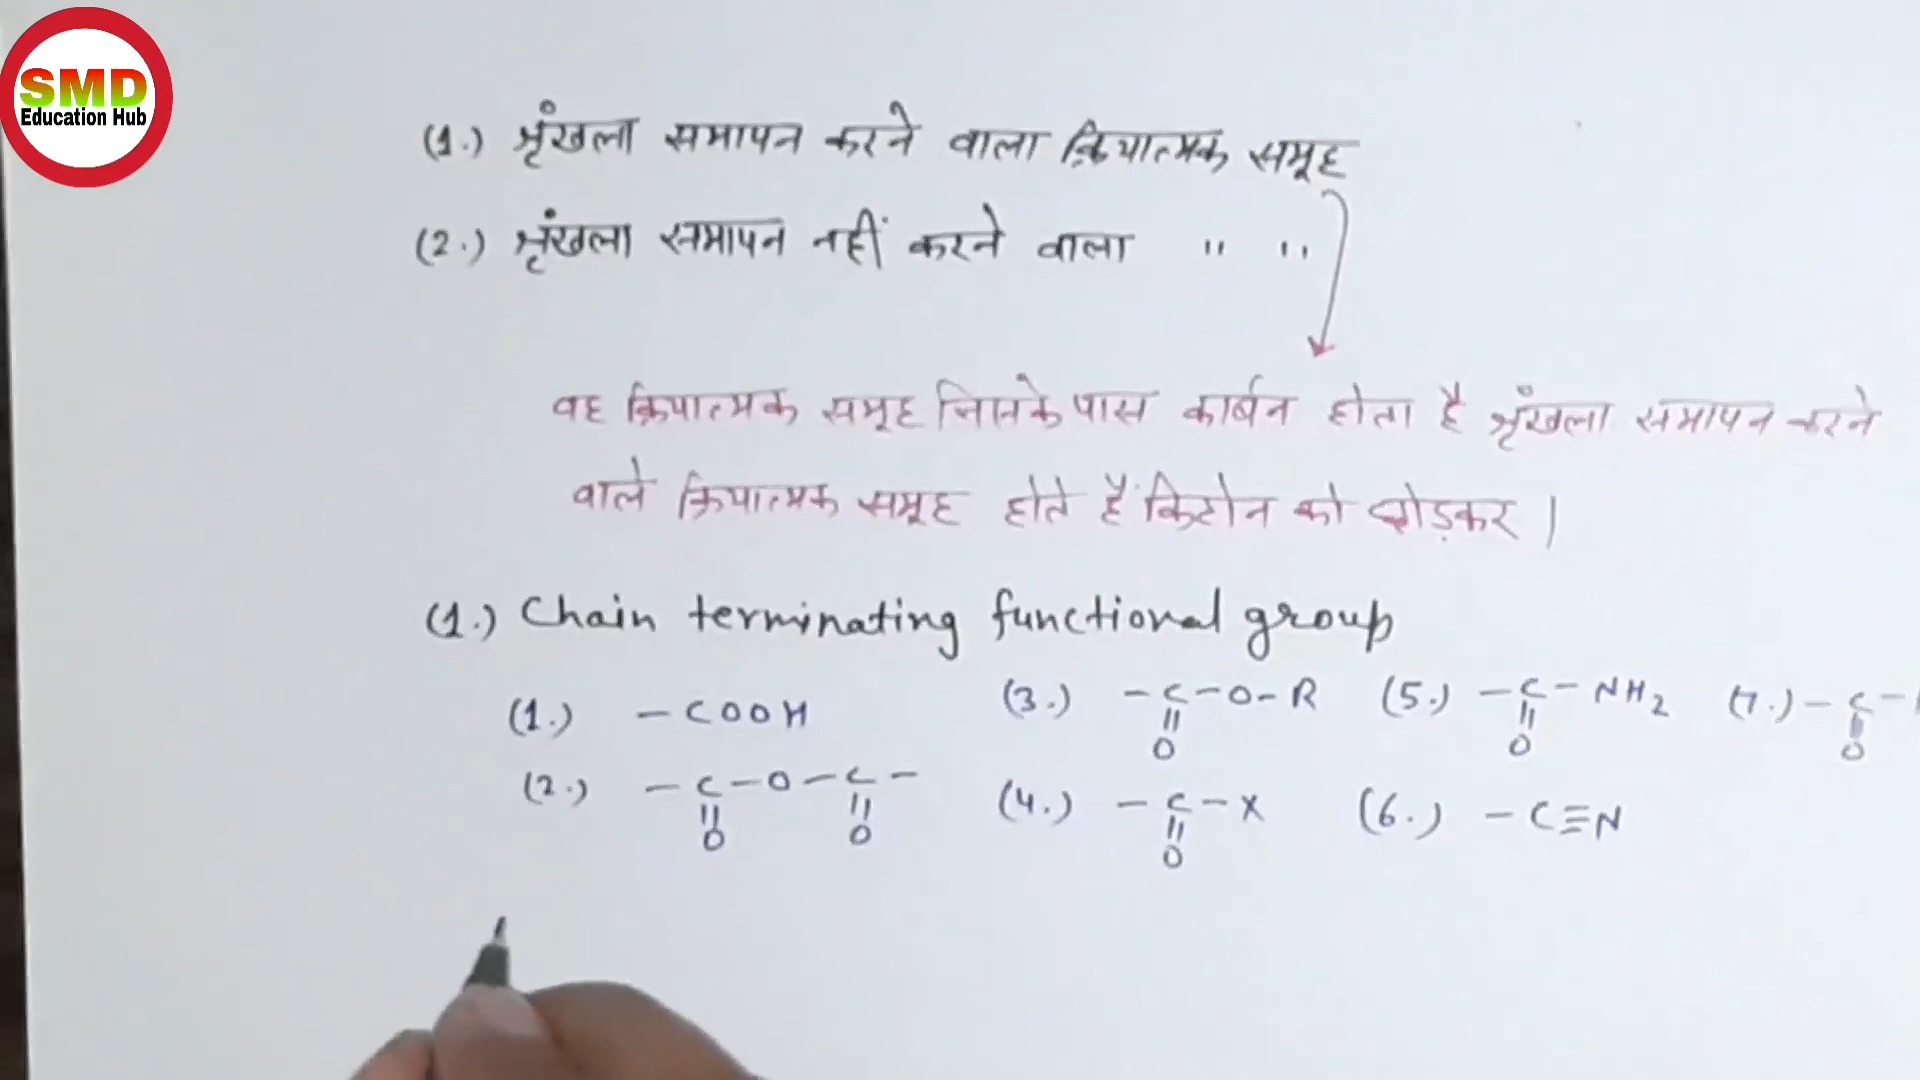 SMD
Education Hub
(1.) श्रृंखला समापन करने वाला क्रियात्मक समूह
(2.) श्रृंखला समापन नहीं करने वाला " "
वह क्रियात्मक समूह जिसके पास कार्बन होता है श्रृंखला समापन करने
वाले क्रियात्मक समूह होते हैं किटोन को छोड़कर ।
(1.) Chain terminating functional group
(1.) -COOH (3.) -C-O-R (5.) -C-NH2 (7.) -C-
|| || ||
O O O
(2.) -C-O-C- (4.) -C-X (6.) -C≡N
|| || ||
O O O